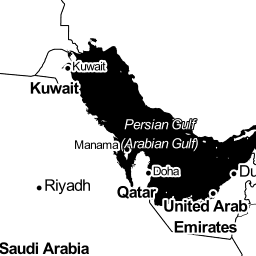 Kuwait
Kuwait
Persian Gulf
Manama (Arabian Gulf)
Doha
Du
Riyadh
Qatar
United Arab
Emirates
Saudi Arabia